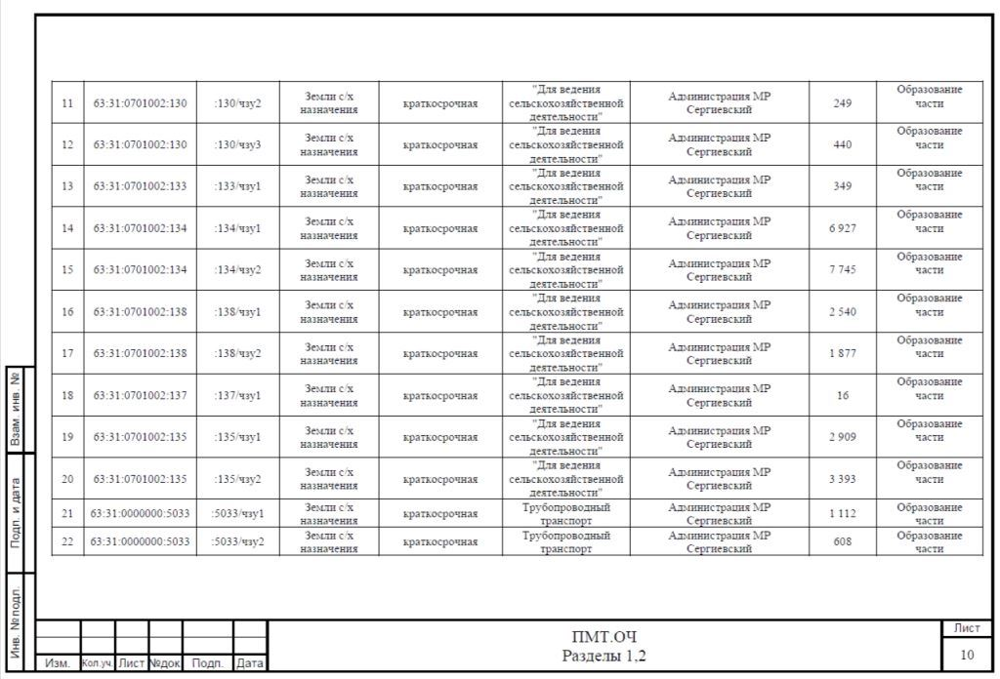 11 63:31:0701002:130 :130/чзу2 Земли с/х назначения краткосрочная "Для ведения сельскохозяйственной деятельности" Администрация МР Сергиевский 249 Образование части
12 63:31:0701002:130 :130/чзу3 Земли с/х назначения краткосрочная "Для ведения сельскохозяйственной деятельности" Администрация МР Сергиевский 440 Образование части
13 63:31:0701002:133 :133/чзу1 Земли с/х назначения краткосрочная "Для ведения сельскохозяйственной деятельности" Администрация МР Сергиевский 349 Образование части
14 63:31:0701002:134 :134/чзу1 Земли с/х назначения краткосрочная "Для ведения сельскохозяйственной деятельности" Администрация МР Сергиевский 6 927 Образование части
15 63:31:0701002:134 :134/чзу2 Земли с/х назначения краткосрочная "Для ведения сельскохозяйственной деятельности" Администрация МР Сергиевский 7 745 Образование части
16 63:31:0701002:138 :138/чзу1 Земли с/х назначения краткосрочная "Для ведения сельскохозяйственной деятельности" Администрация МР Сергиевский 2 540 Образование части
17 63:31:0701002:138 :138/чзу2 Земли с/х назначения краткосрочная "Для ведения сельскохозяйственной деятельности" Администрация МР Сергиевский 1 877 Образование части
18 63:31:0701002:137 :137/чзу1 Земли с/х назначения краткосрочная "Для ведения сельскохозяйственной деятельности" Администрация МР Сергиевский 16 Образование части
19 63:31:0701002:135 :135/чзу1 Земли с/х назначения краткосрочная "Для ведения сельскохозяйственной деятельности" Администрация МР Сергиевский 2 909 Образование части
20 63:31:0701002:135 :135/чзу2 Земли с/х назначения краткосрочная "Для ведения сельскохозяйственной деятельности" Администрация МР Сергиевский 3 393 Образование части
21 63:31:0000000:5033 :5033/чзу1 Земли с/х назначения краткосрочная Трубопроводный транспорт Администрация МР Сергиевский 1 112 Образование части
22 63:31:0000000:5033 :5033/чзу2 Земли с/х назначения краткосрочная Трубопроводный транспорт Администрация МР Сергиевский 608 Образование части
Взам. инв. №
Подп. и дата
Инв. №подл.
Изм. Кол.уч. Лист №док Подп. Дата
ПМТ.ОЧ
Разделы 1,2
Лист
10